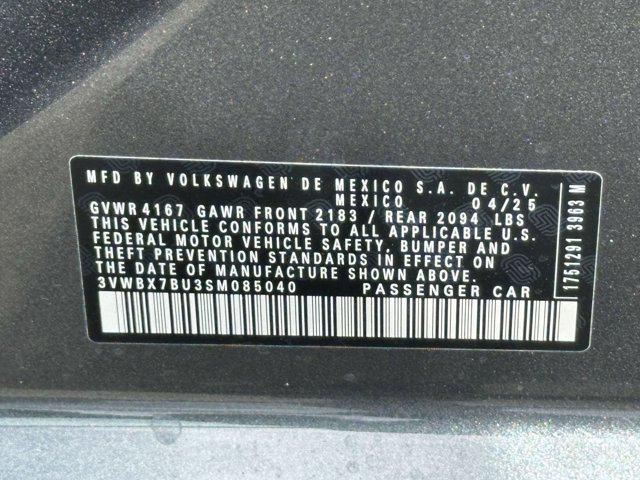 MFD BY VOLKSWAGEN DE MEXICO S.A. DE C.V.
MEXICO 04/25
GVWR 4167 GAWR FRONT 2183 / REAR 2094 LBS
THIS VEHICLE CONFORMS TO ALL APPLICABLE U.S.
FEDERAL MOTOR VEHICLE SAFETY, BUMPER AND
THEFT PREVENTION STANDARDS IN EFFECT ON
THE DATE OF MANUFACTURE SHOWN ABOVE.
3VWBX7BU3SM085040 PASSENGER CAR
1751291 3963 M